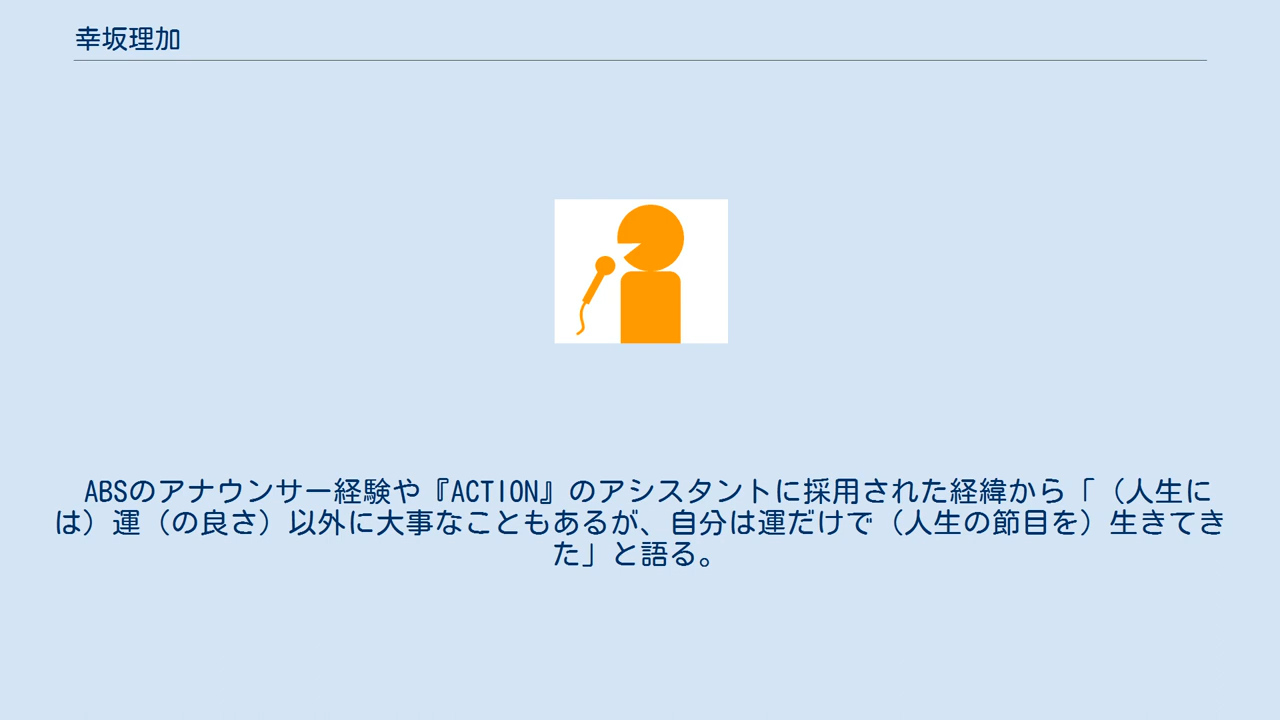 幸坂理加
ABSのアナウンサー経験や『ACTION』のアシスタントに採用された経緯から「（人生に
は）運（の良さ）以外に大事なこともあるが、自分は運だけで（人生の節目を）生きてき
た」と語る。